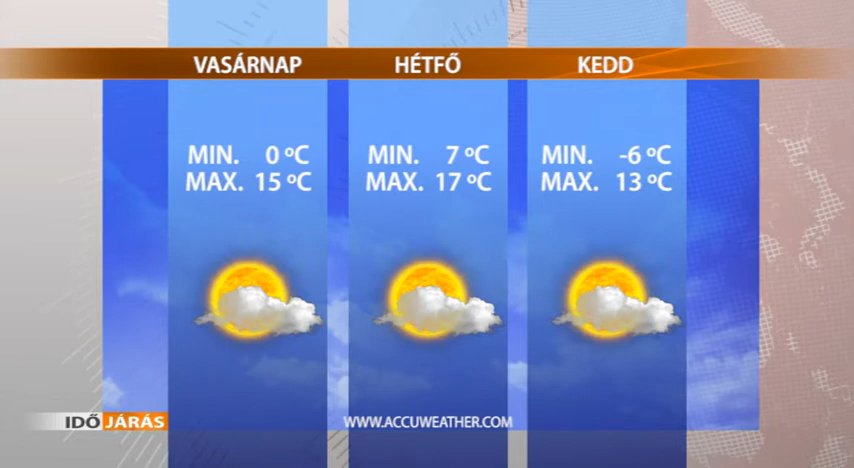 VASÁRNAP HÉTFŐ KEDD
MIN. 0 ºC MIN. 7 ºC MIN. -6 ºC
MAX. 15 ºC MAX. 17 ºC MAX. 13 ºC
IDŐJÁRÁS WWW.ACCUWEATHER.COM